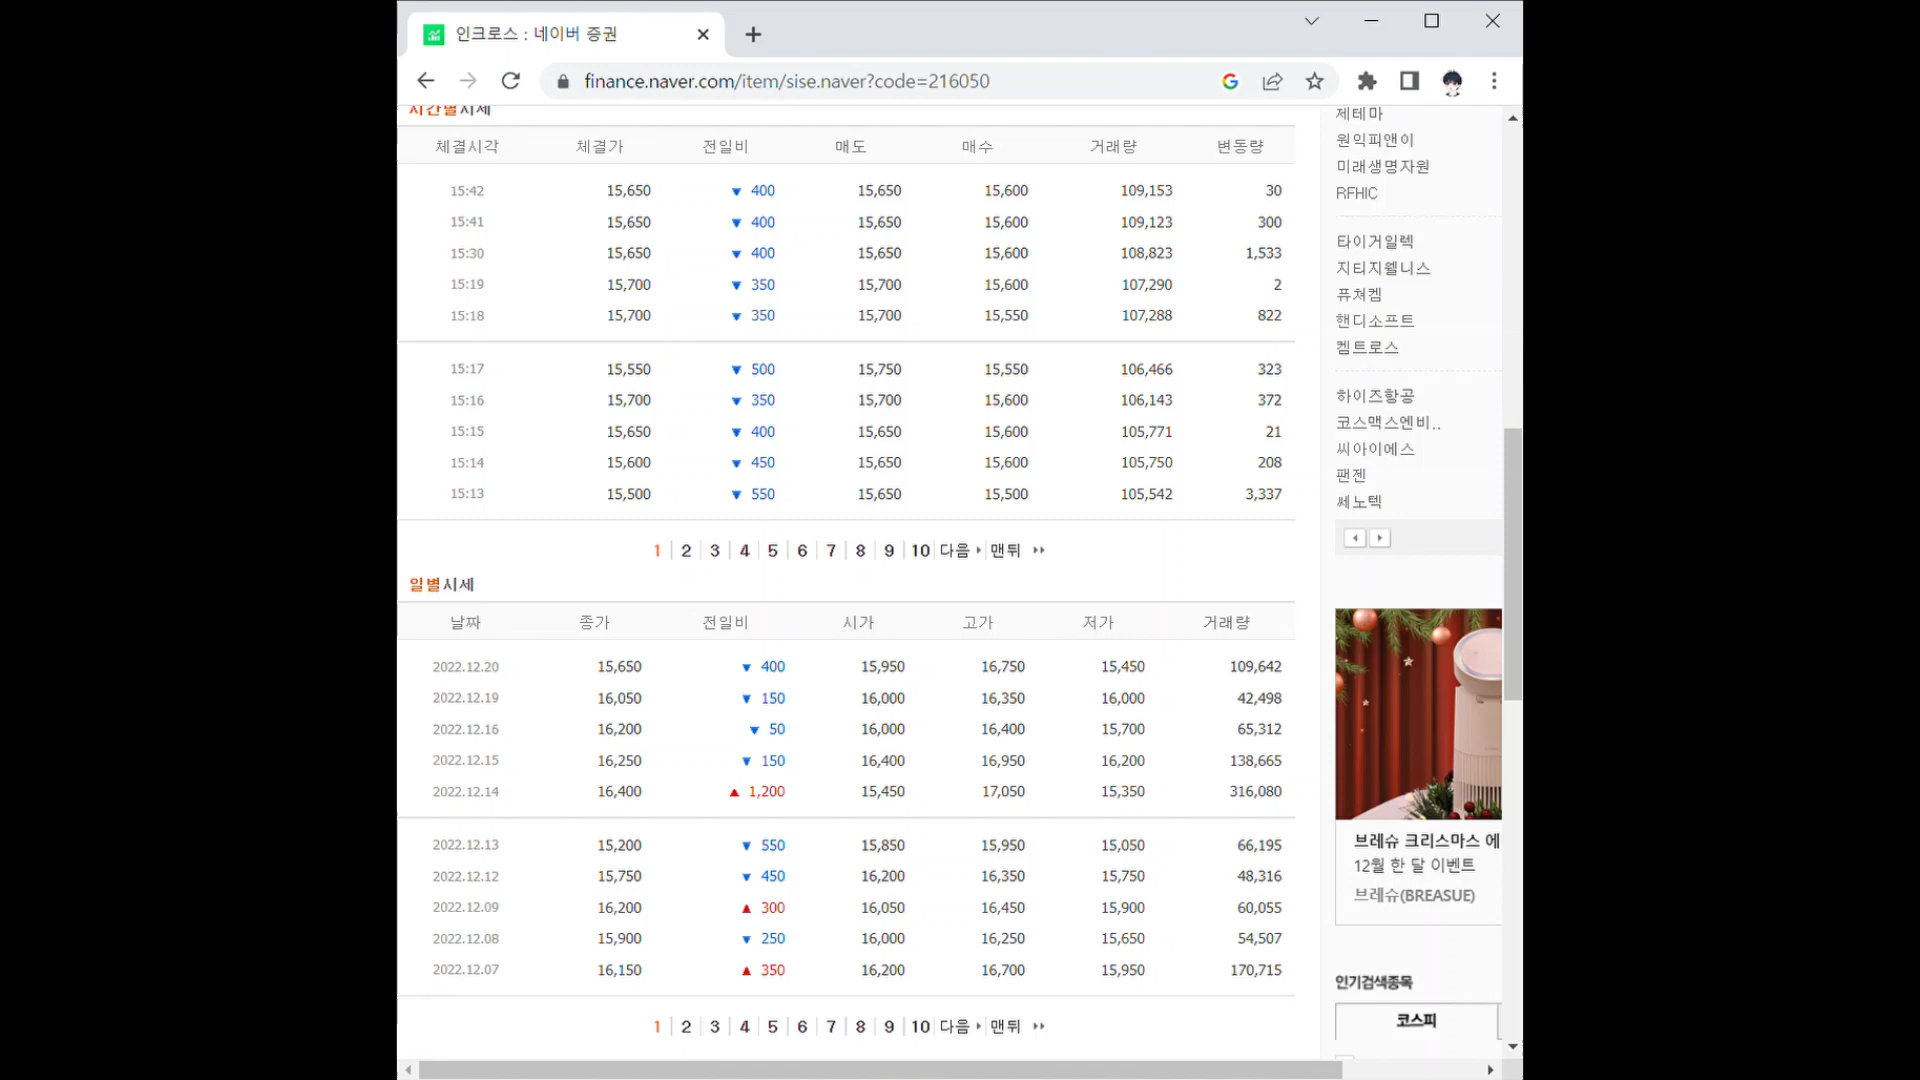 인크로스 : 네이버 증권
finance.naver.com/item/sise.naver?code=216050
시간별시세
체결시각 체결가 전일비 매도 매수 거래량 변동량
15:42 15,650 ▼ 400 15,650 15,600 109,153 30
15:41 15,650 ▼ 400 15,650 15,600 109,123 300
15:30 15,650 ▼ 400 15,650 15,600 108,823 1,533
15:19 15,700 ▼ 350 15,700 15,600 107,290 2
15:18 15,700 ▼ 350 15,700 15,550 107,288 822
15:17 15,550 ▼ 500 15,750 15,550 106,466 323
15:16 15,700 ▼ 350 15,700 15,600 106,143 372
15:15 15,650 ▼ 400 15,650 15,600 105,771 21
15:14 15,600 ▼ 450 15,650 15,600 105,750 208
15:13 15,500 ▼ 550 15,650 15,500 105,542 3,337
1 2 3 4 5 6 7 8 9 10 다음 맨뒤
일별시세
날짜 종가 전일비 시가 고가 저가 거래량
2022.12.20 15,650 ▼ 400 15,950 16,750 15,450 109,642
2022.12.19 16,050 ▼ 150 16,000 16,350 16,000 42,498
2022.12.16 16,200 ▼ 50 16,000 16,400 15,700 65,312
2022.12.15 16,250 ▼ 150 16,400 16,950 16,200 138,665
2022.12.14 16,400 ▲ 1,200 15,450 17,050 15,350 316,080
2022.12.13 15,200 ▼ 550 15,850 15,950 15,050 66,195
2022.12.12 15,750 ▼ 450 16,200 16,350 15,750 48,316
2022.12.09 16,200 ▲ 300 16,050 16,450 15,900 60,055
2022.12.08 15,900 ▼ 250 16,000 16,250 15,650 54,507
2022.12.07 16,150 ▲ 350 16,200 16,700 15,950 170,715
1 2 3 4 5 6 7 8 9 10 다음 맨뒤
제테마
원익피앤이
미래생명자원
RFHIC
타이거일렉
지티지웰니스
퓨쳐켐
핸디소프트
켐트로스
하이즈항공
코스맥스엔비..
씨아이에스
팬젠
쎄노텍
브레슈 크리스마스 에
12월 한 달 이벤트
브레슈(BREASUE)
인기검색종목
코스피